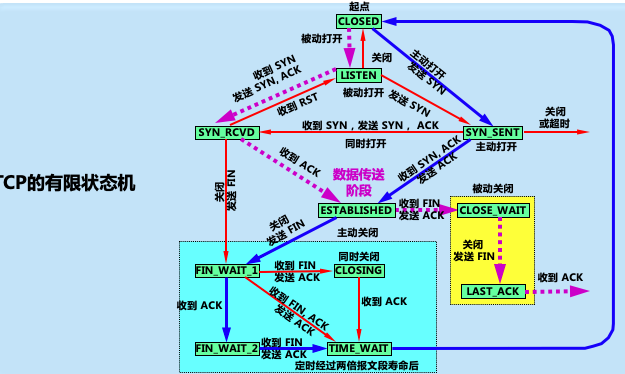 起点
CLOSED
被动打开
关闭
主动打开
发送 SYN
收到 SYN
发送 SYN, ACK
LISTEN
被动打开
发送 SYN
收到 RST
关闭
或超时
SYN_RCVD
收到 SYN，发送 SYN， ACK
SYN_SENT
同时打开
主动打开
收到 ACK
数据传送
阶段
收到 SYN, ACK
发送 ACK
TCP的有限状态机
关闭
发送 FIN
被动关闭
ESTABLISHED
收到 FIN
发送 ACK
CLOSE_WAIT
关闭
发送 FIN
主动关闭
关闭
发送 FIN
同时关闭
FIN_WAIT_1
收到 FIN
发送 ACK
CLOSING
LAST_ACK
收到 ACK
收到 ACK
收到 FIN, ACK
发送 ACK
收到 ACK
FIN_WAIT_2
收到 FIN
发送 ACK
TIME_WAIT
定时经过两倍报文段寿命后